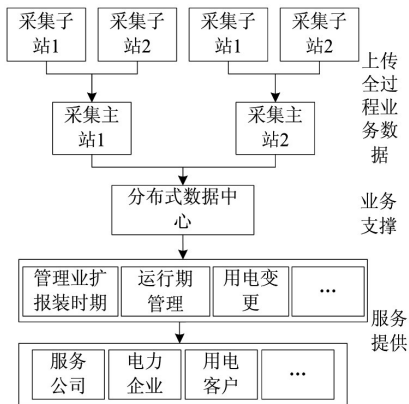 采集子
站1
采集子
站2
采集子
站1
采集子
站2
上传
全过
程业
务数
据
采集主
站1
采集主
站2
分布式数据中
心
业务
支撑
管理业扩
报装时期
运行期
管理
用电变
更
...
服务
提供
服务
公司
电力
企业
用电
客户
...